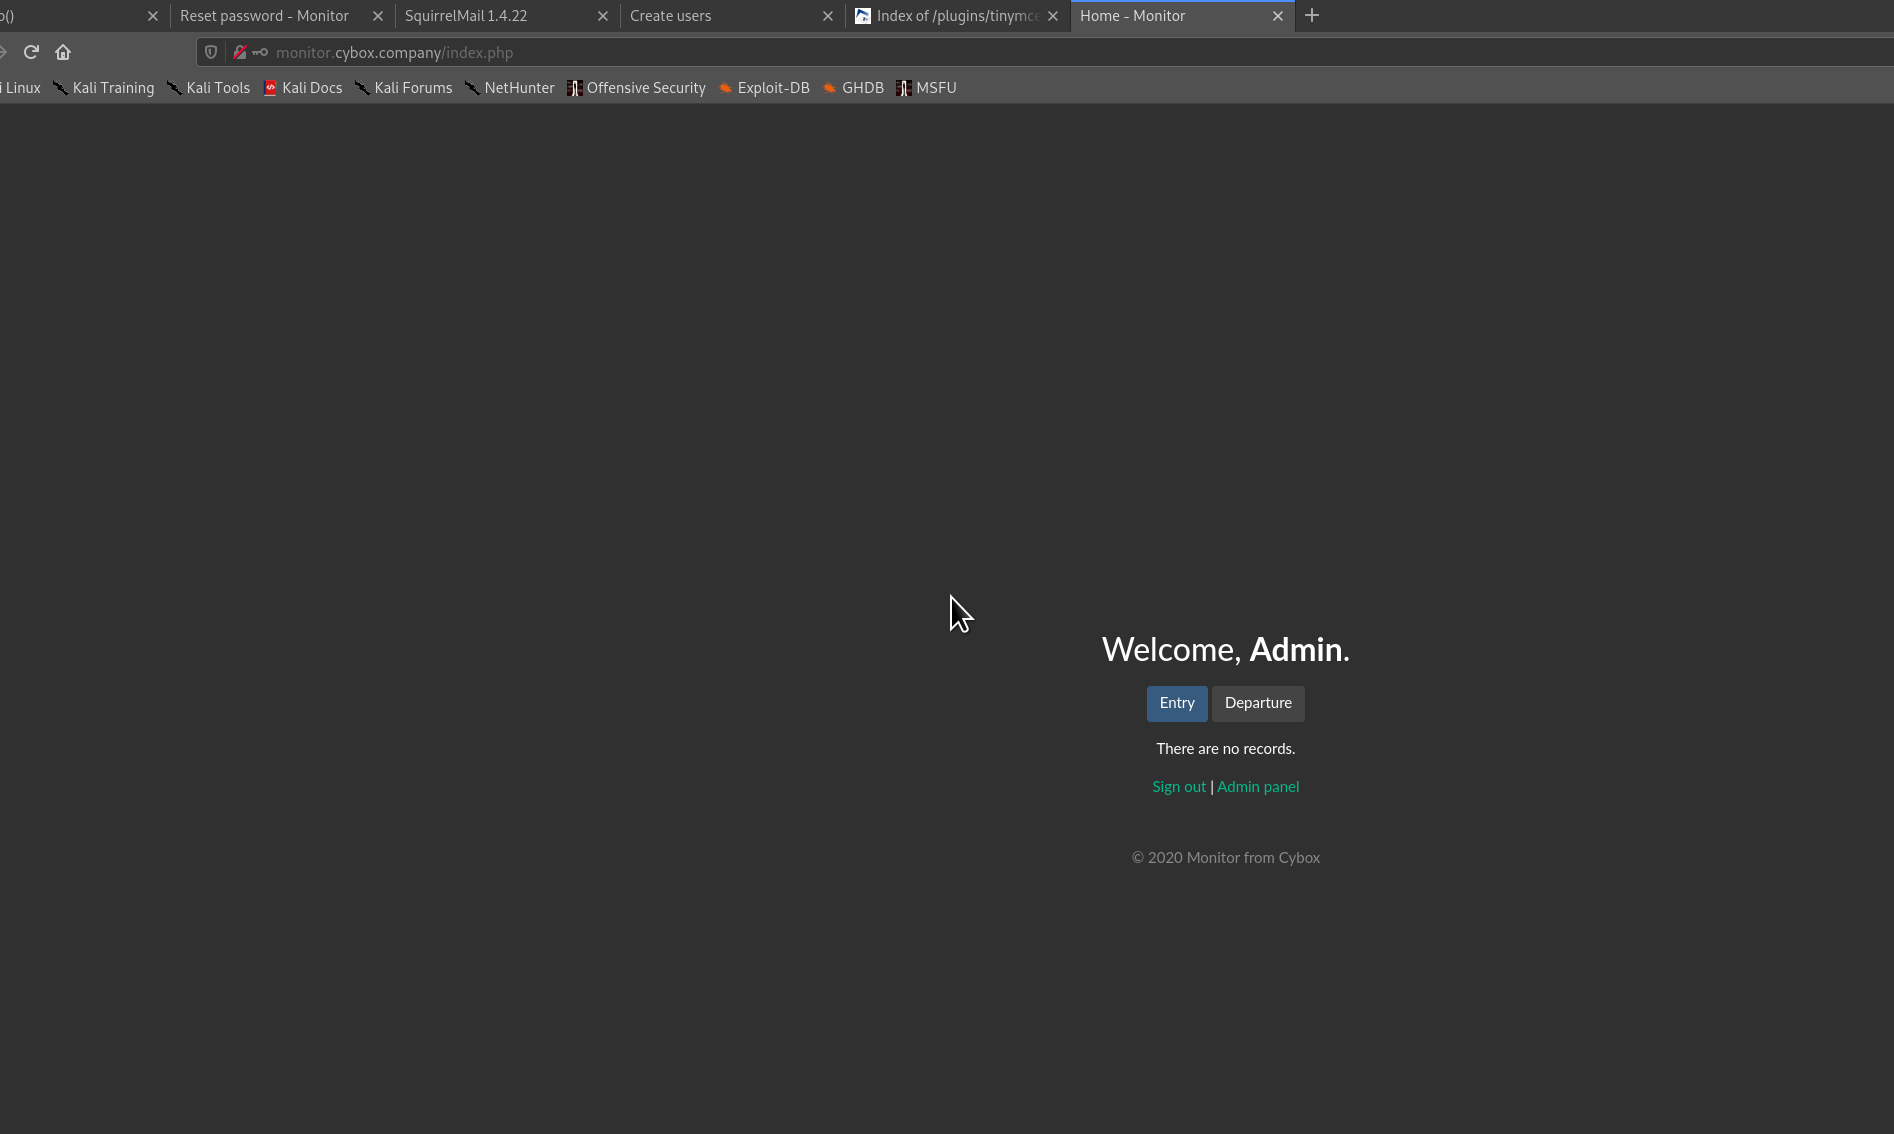 o() Reset password - Monitor SquirrelMail 1.4.22 Create users Index of /plugins/tinymce Home - Monitor
monitor.cybox.company/index.php
i Linux Kali Training Kali Tools Kali Docs Kali Forums NetHunter Offensive Security Exploit-DB GHDB MSFU
Welcome, Admin.
Entry Departure
There are no records.
Sign out | Admin panel
© 2020 Monitor from Cybox